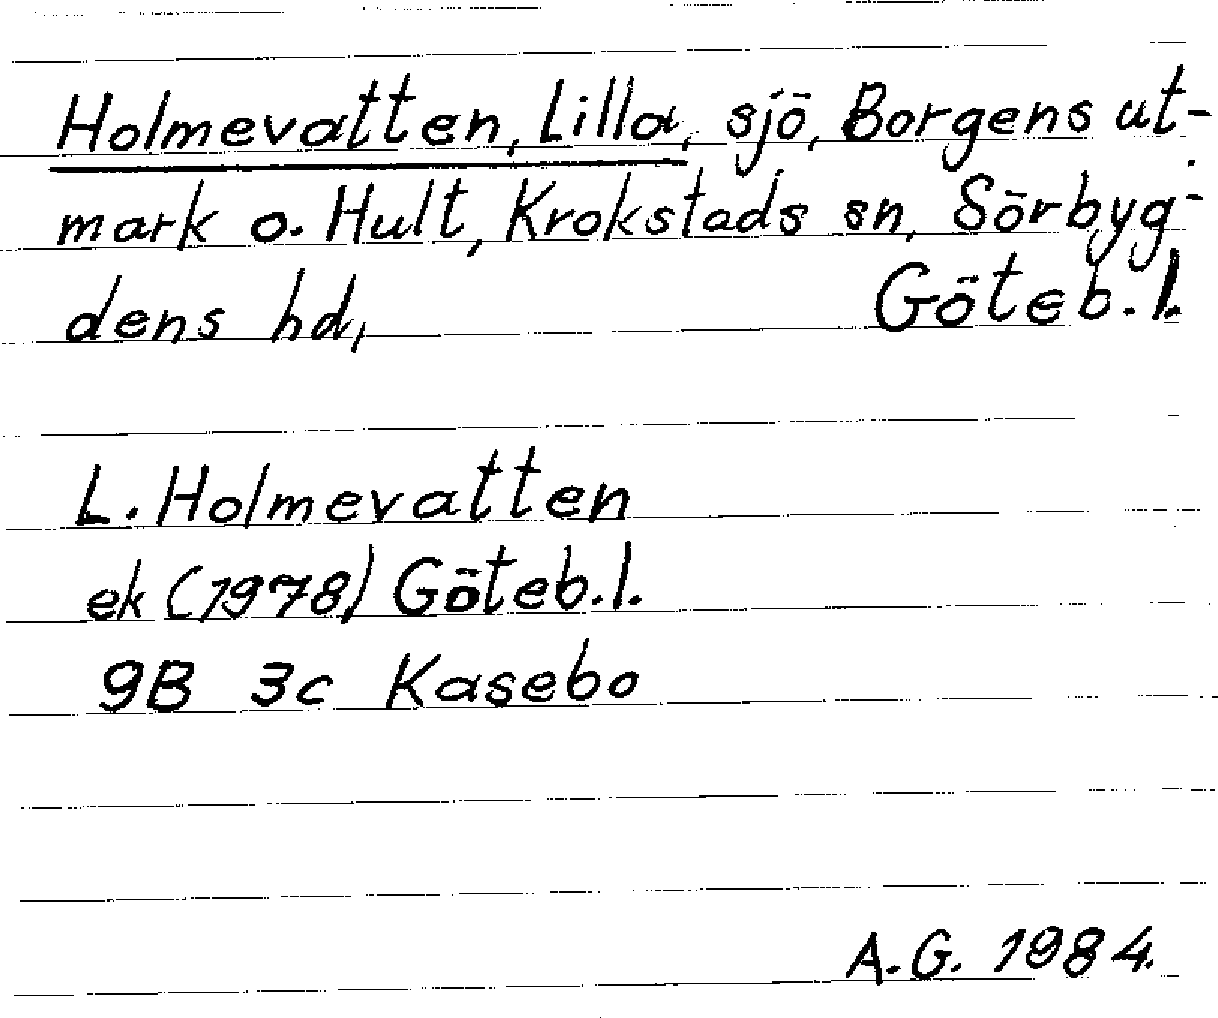 Holmevatten, Lilla, sjö, Borgens ut-
mark o. Hult, Krokstads sn, Sörbyg-
dens hd, Göteb. l.
L. Holmevatten
ek (1978) Göteb. l.
9B 3c Kasebo
A.G. 1984.